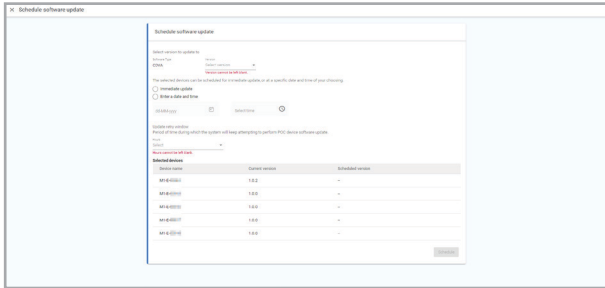 × Schedule software update
Schedule software update
Select version to update to
Software Type
Version
Select version
Version cannot be left blank.
The selected devices can be scheduled for immediate update or at a specific date and time of your choosing.
Immediate update
Enter a date and time
Select time
Update retry window
Period of time during which the system will keep attempting to perform POC device software update.
Hours
Select
Hours cannot be left blank.
Selected devices
Device name Current version Scheduled version
1.0.2 –
1.0.0 –
1.0.0 –
1.0.0 –
1.0.0 –